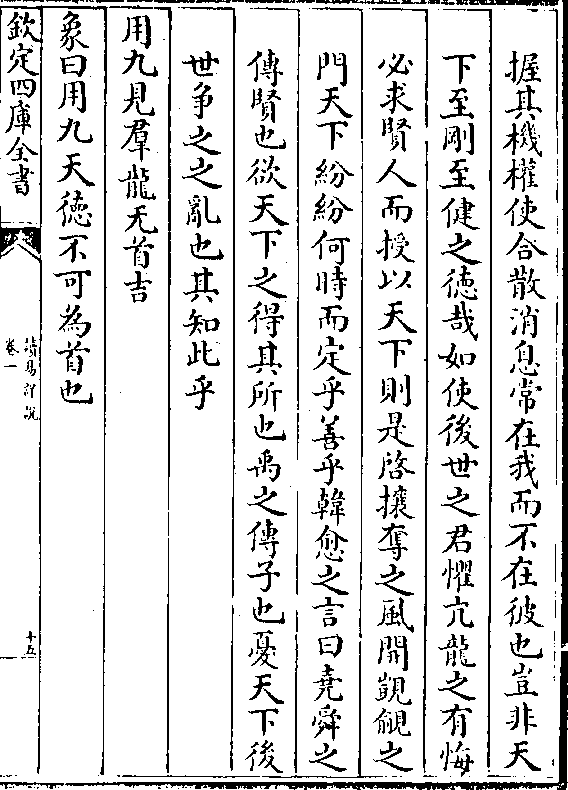 握其機權使合散消息常在我而不在彼也豈非天
下至剛至健之徳哉如使後世之君懼亢龍之有悔
必求賢人而授以天下則是啓攘奪之風開覬覦之
門天下紛紛何時而定乎善乎韓愈之言曰堯舜之
傳賢也欲天下之得其所也禹之傳子也憂天下後
世争之之亂也其知此乎
用九見羣龍无首吉
象曰用九天徳不可為首也
欽定四庫全書
讀易詳説
卷一
十五